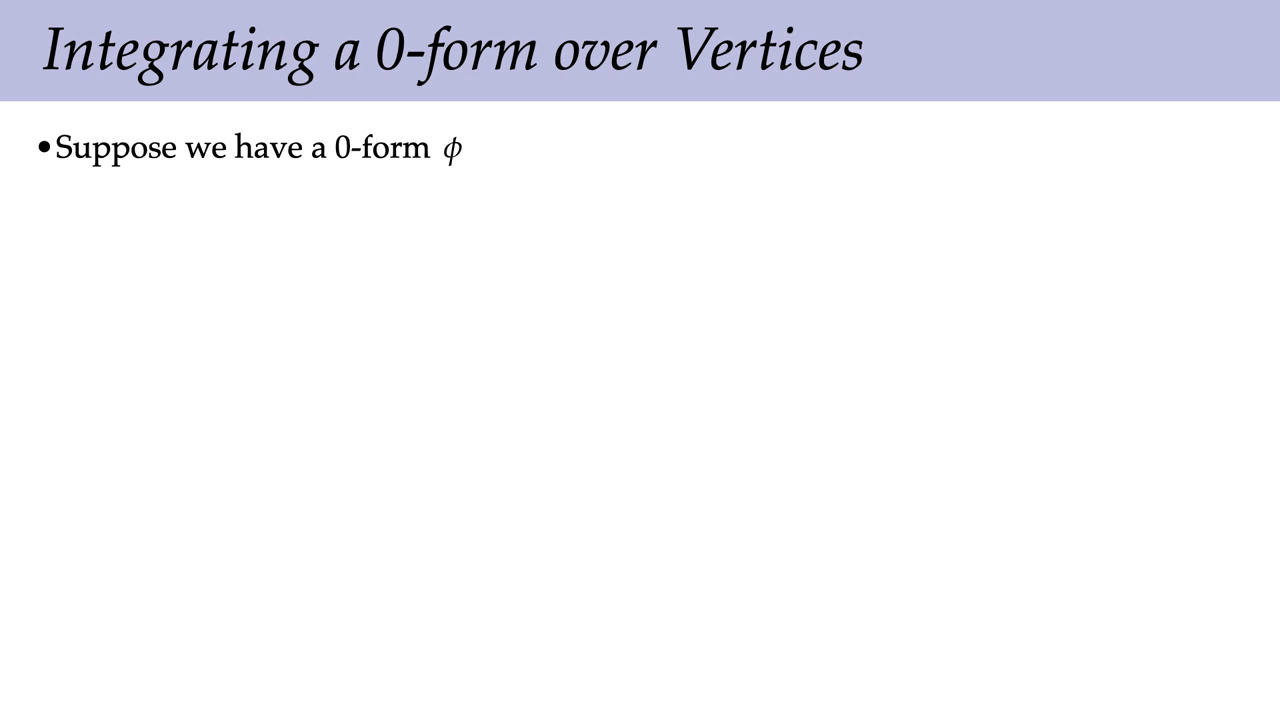 Integrating a 0-form over Vertices
•Suppose we have a 0-form ϕ